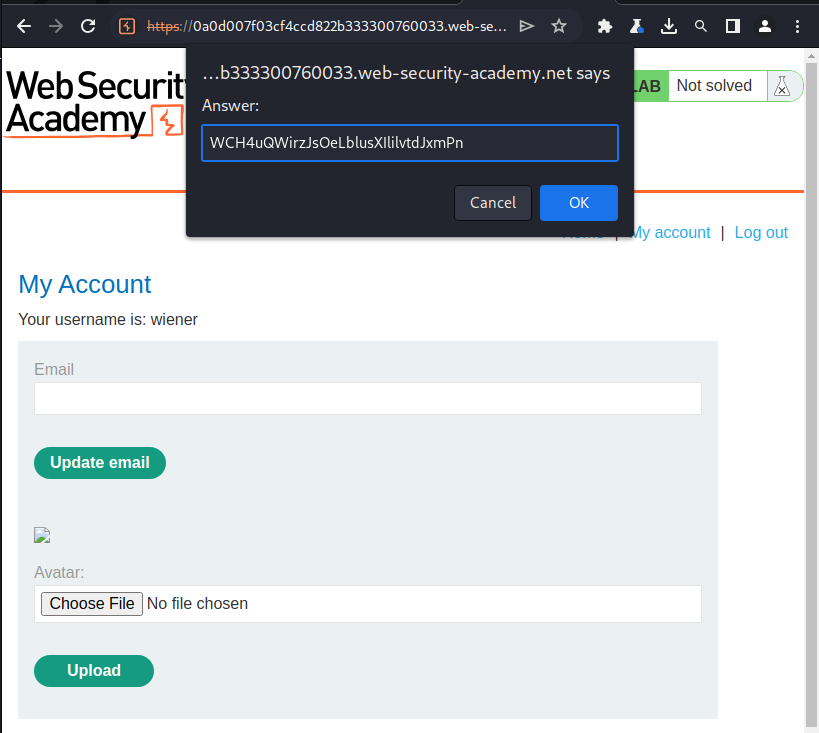 https://0a0d007f03cf4ccd822b333300760033.web-se...
...b333300760033.web-security-academy.net says
Answer:
WCH4uQWirzJsOeLblusXIlilvtdJxmPn
Cancel
OK
Web Security
Academy
LAB
Not solved
Home | My account | Log out
My Account
Your username is: wiener
Email
Update email
Avatar:
Choose File No file chosen
Upload